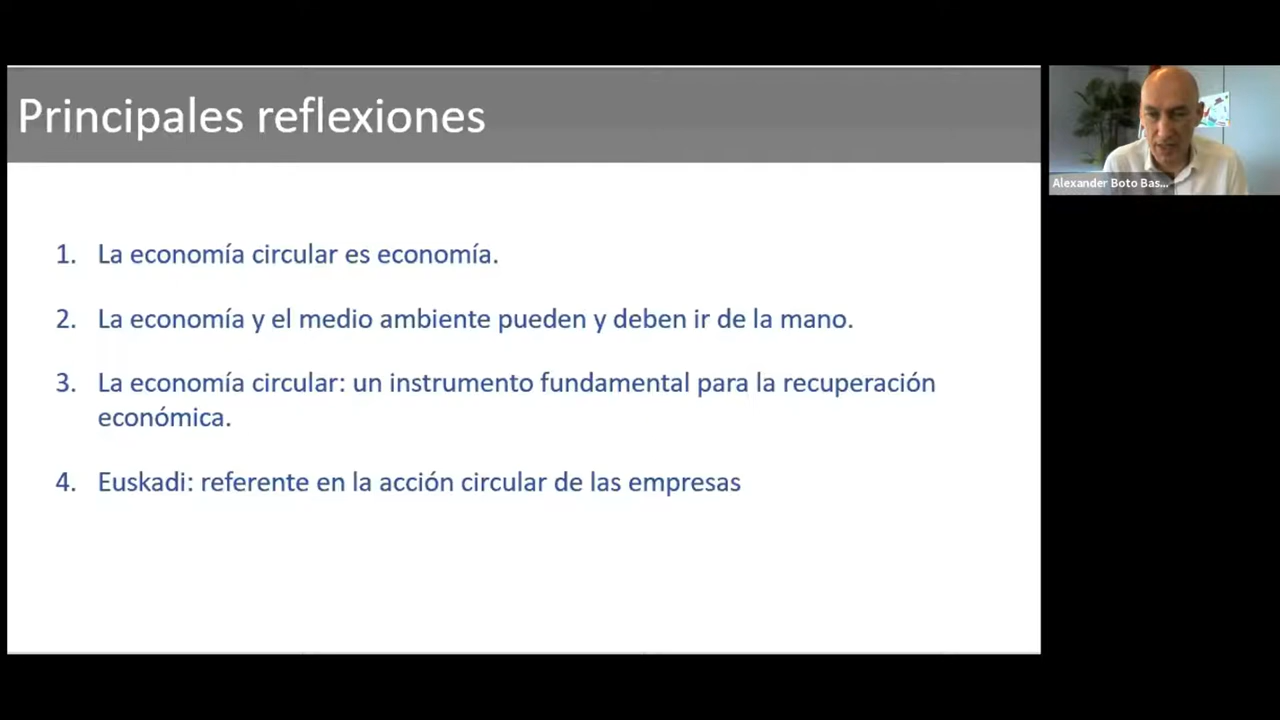 Principales reflexiones
1. La economía circular es economía.
2. La economía y el medio ambiente pueden y deben ir de la mano.
3. La economía circular: un instrumento fundamental para la recuperación
económica.
4. Euskadi: referente en la acción circular de las empresas
Alexander Boto Bas...